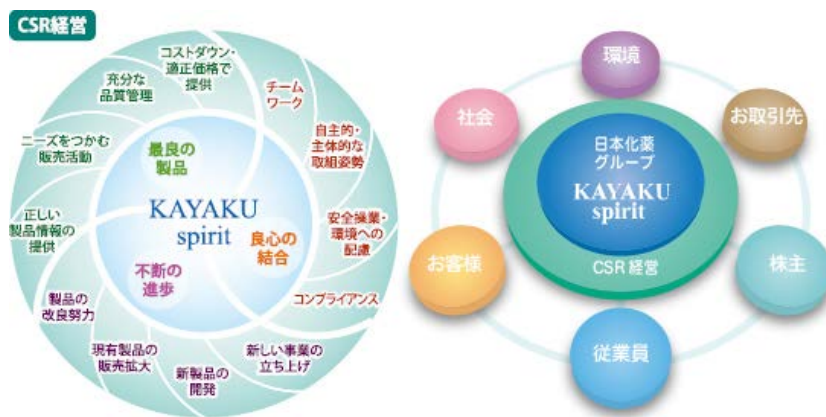 CSR経営
コストダウン・
適正価格で
提供
充分な
品質管理
ニーズをつかむ
販売活動
正しい
製品情報の
提供
チーム
ワーク
自主的・
主体的な
取組姿勢
安全操業・
環境への
配慮
コンプライアンス
最良の
製品
KAYAKU
spirit
良心の
結合
不断の
進歩
製品の
改良努力
現有製品の
販売拡大
新製品の
開発
新しい事業の
立ち上げ
環境
社会
お取引先
日本化薬
グループ
KAYAKU
spirit
CSR 経営
お客様
株主
従業員